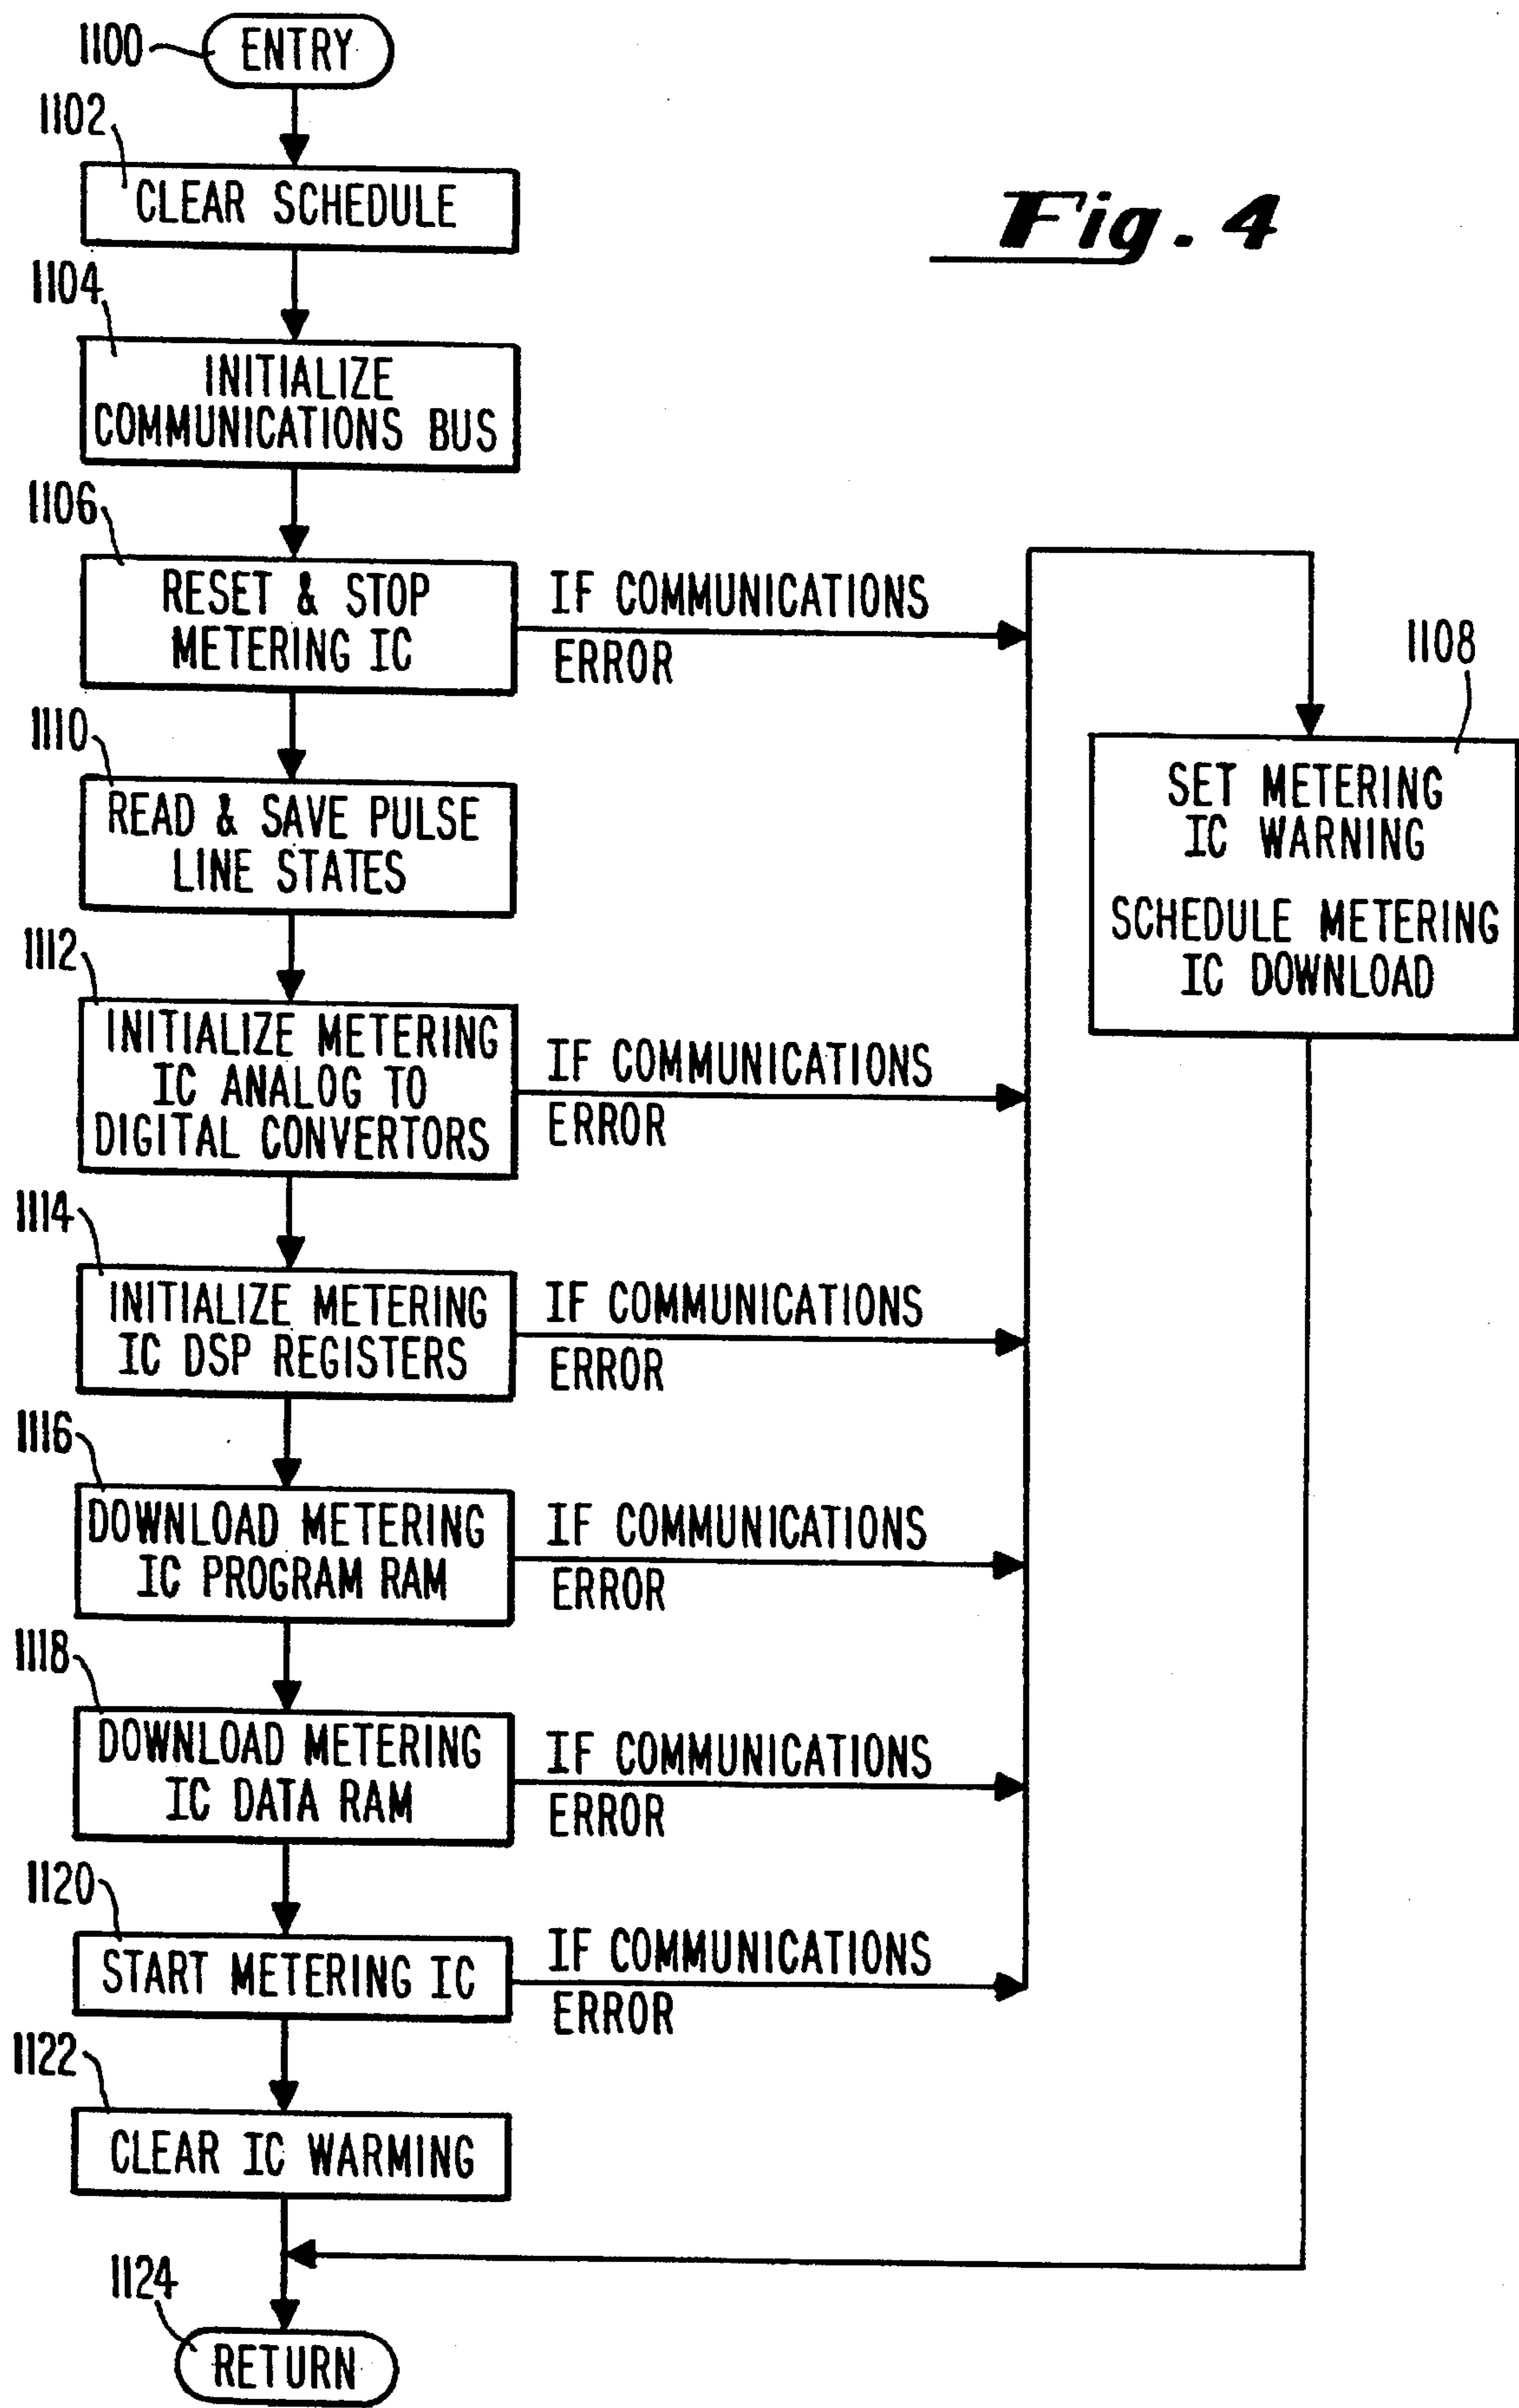 1100
ENTRY
1102
CLEAR SCHEDULE
Fig. 4
1104
INITIALIZE
COMMUNICATIONS BUS
1106
RESET & STOP
METERING IC
IF COMMUNICATIONS
ERROR
1108
SET METERING
IC WARNING
SCHEDULE METERING
IC DOWNLOAD
1110
READ & SAVE PULSE
LINE STATES
1112
INITIALIZE METERING
IC ANALOG TO
DIGITAL CONVERTORS
IF COMMUNICATIONS
ERROR
1114
INITIALIZE METERING
IC DSP REGISTERS
IF COMMUNICATIONS
ERROR
1116
DOWNLOAD METERING
IC PROGRAM RAM
IF COMMUNICATIONS
ERROR
1118
DOWNLOAD METERING
IC DATA RAM
IF COMMUNICATIONS
ERROR
1120
START METERING IC
IF COMMUNICATIONS
ERROR
1122
CLEAR IC WARMING
1124
RETURN